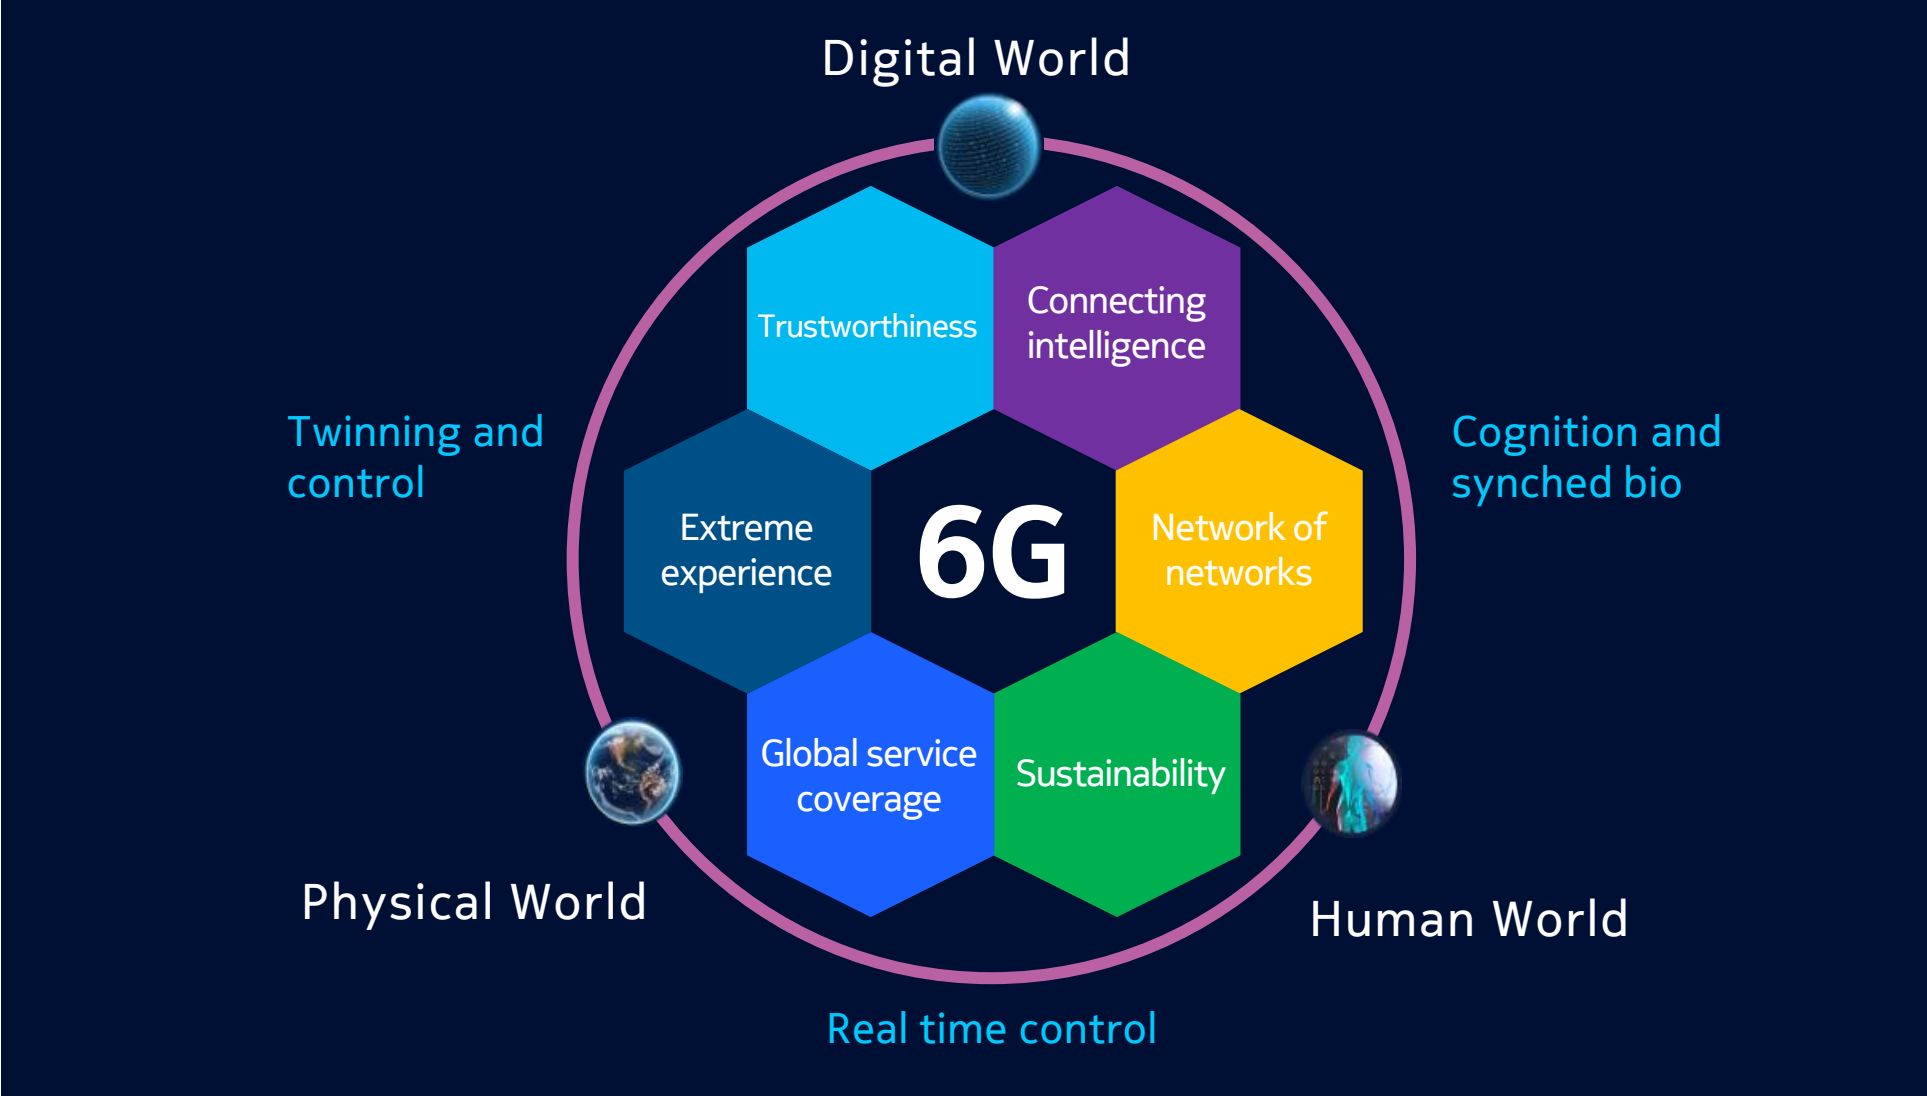 Digital World
Trustworthiness
Connecting
intelligence
Twinning and
control
Cognition and
synched bio
Extreme
experience
6G
Network of
networks
Global service
coverage
Sustainability
Physical World
Human World
Real time control